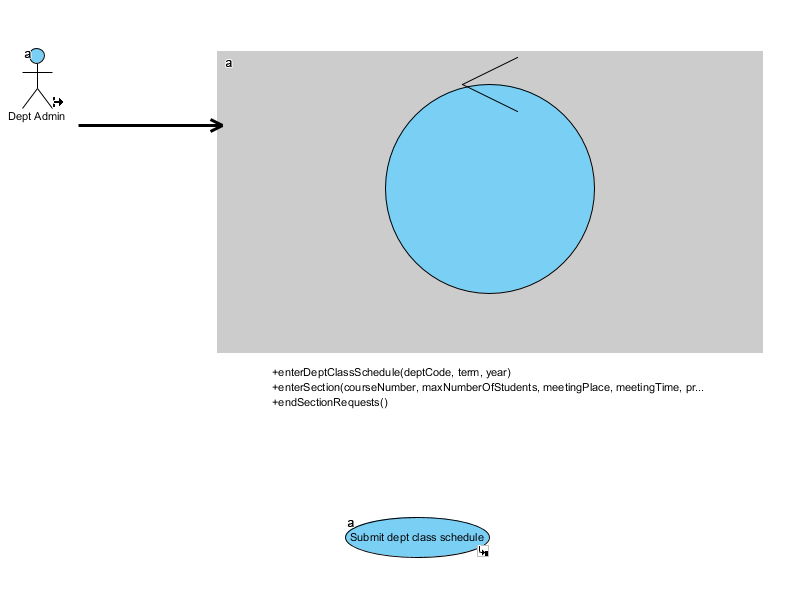 a
Dept Admin
a
+enterDeptClassSchedule(deptCode, term, year)
+enterSection(courseNumber, maxNumberOfStudents, meetingPlace, meetingTime, pr...
+endSectionRequests()
a
Submit dept class schedule